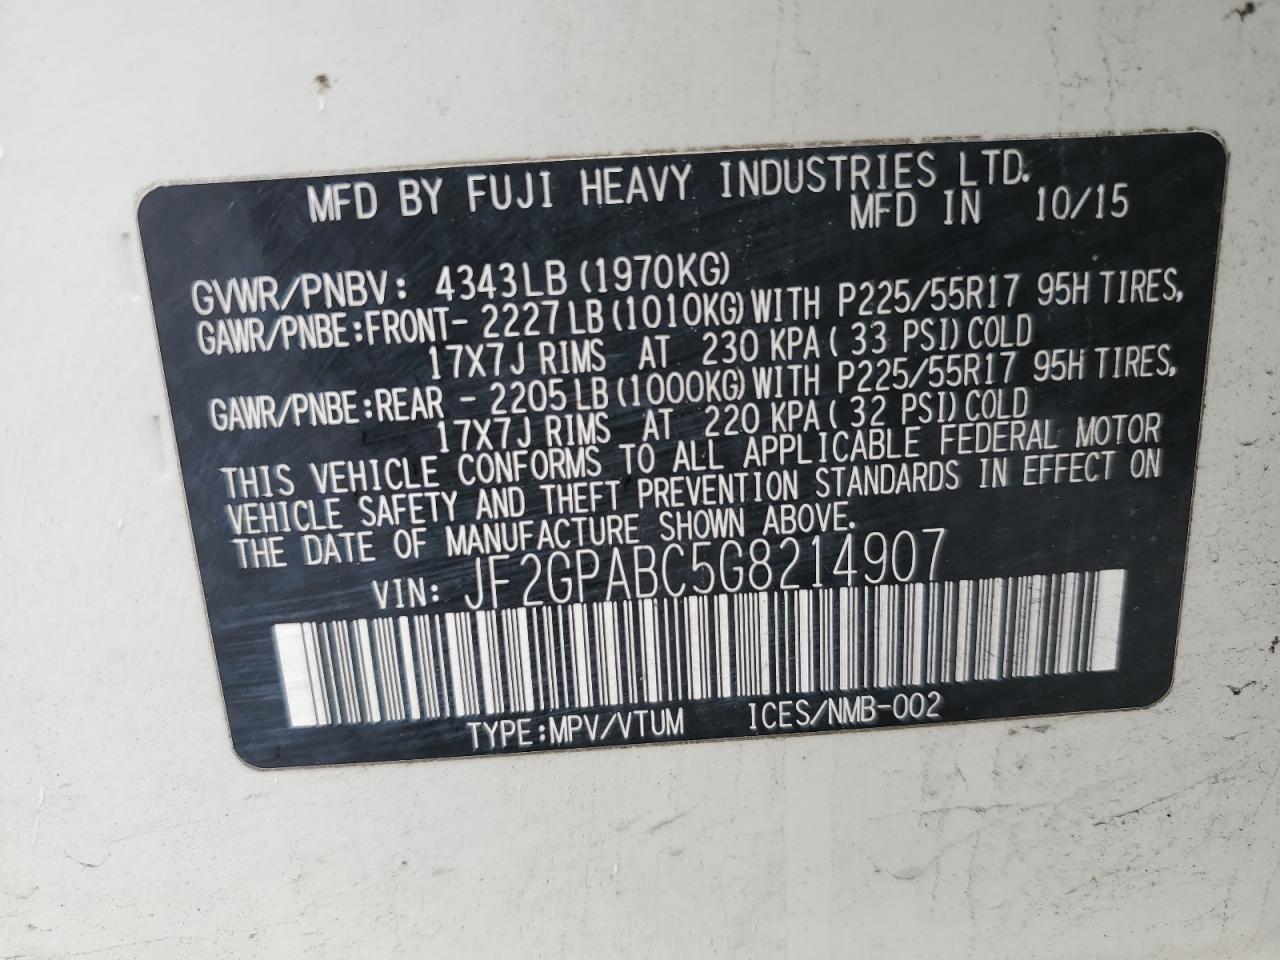 MFD BY FUJI HEAVY INDUSTRIES LTD.
MFD IN 10/15
GVWR/PNBV: 4343LB (1970KG)
GAWR/PNBE:FRONT- 2227LB (1010KG) WITH P225/55R17 95H TIRES,
17X7J RIMS AT 230 KPA ( 33 PSI) COLD
GAWR/PNBE:REAR - 2205LB (1000KG) WITH P225/55R17 95H TIRES,
17X7J RIMS AT 220 KPA ( 32 PSI) COLD
THIS VEHICLE CONFORMS TO ALL APPLICABLE FEDERAL MOTOR
VEHICLE SAFETY AND THEFT PREVENTION STANDARDS IN EFFECT ON
THE DATE OF MANUFACTURE SHOWN ABOVE.
VIN: JF2GPABC5G8214907
TYPE:MPV/VTUM ICES/NMB-002